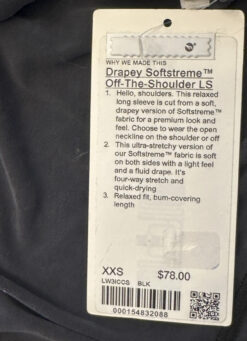 WHY WE MADE THIS
Drapey Softstreme™
Off-The-Shoulder LS
1. Hello, shoulders. This relaxed
long sleeve is cut from a soft,
drapey version of Softstreme™
fabric for a premium look and
feel. Choose to wear the open
neckline on the shoulder or off
2. This ultra-stretchy version of
our Softstreme™ fabric is soft
on both sides with a light feel
and a fluid drape. It's
four-way stretch and
quick-drying
3. Relaxed fit, bum-covering
length
XXS $78.00
LW3ICCS BLK
000154832088